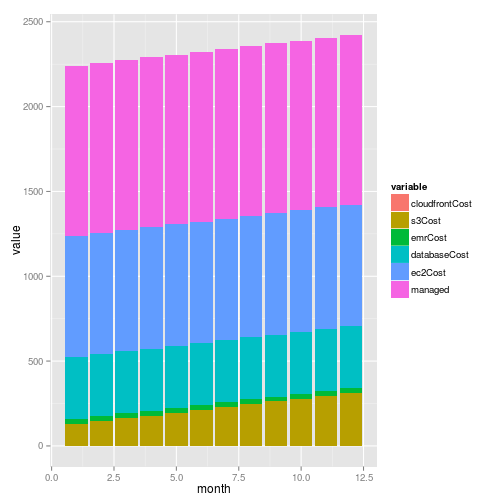 2500
2000
1500
1000
500
0
value
0.0 2.5 5.0 7.5 10.0 12.5
month
variable
cloudfrontCost
s3Cost
emrCost
databaseCost
ec2Cost
managed